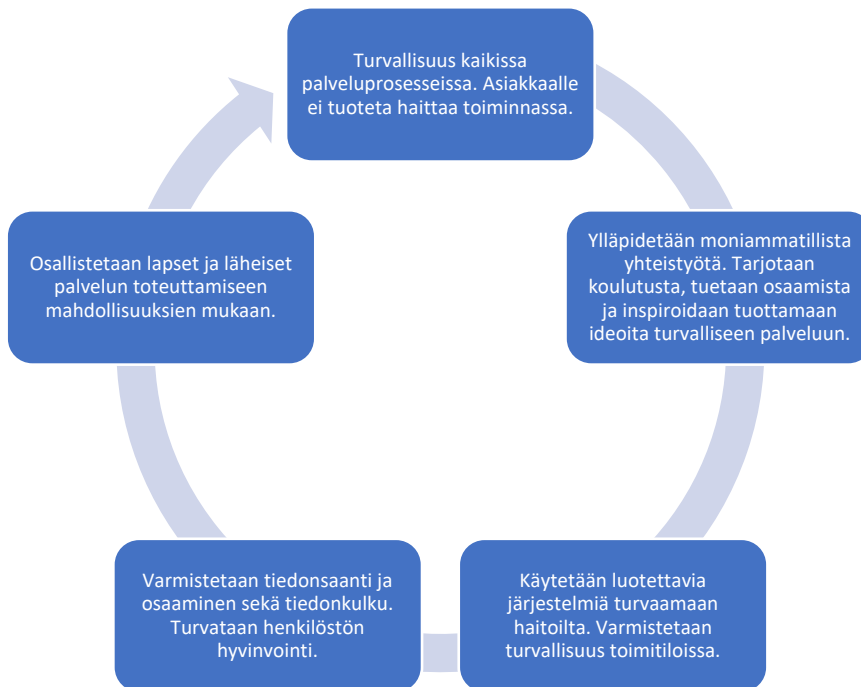 Turvallisuus kaikissa
palveluprosesseissa. Asiakkaalle
ei tuoteta haittaa toiminnassa.
Ylläpidetään moniammatillista
yhteistyötä. Tarjotaan
koulutusta, tuetaan osaamista
ja inspiroidaan tuottamaan
ideoita turvalliseen palveluun.
Käytetään luotettavia
järjestelmiä turvaamaan
haitoilta. Varmistetaan
turvallisuus toimitiloissa.
Varmistetaan tiedonsaanti ja
osaaminen sekä tiedonkulku.
Turvataan henkilöstön
hyvinvointi.
Osallistetaan lapset ja läheiset
palvelun toteuttamiseen
mahdollisuuksien mukaan.